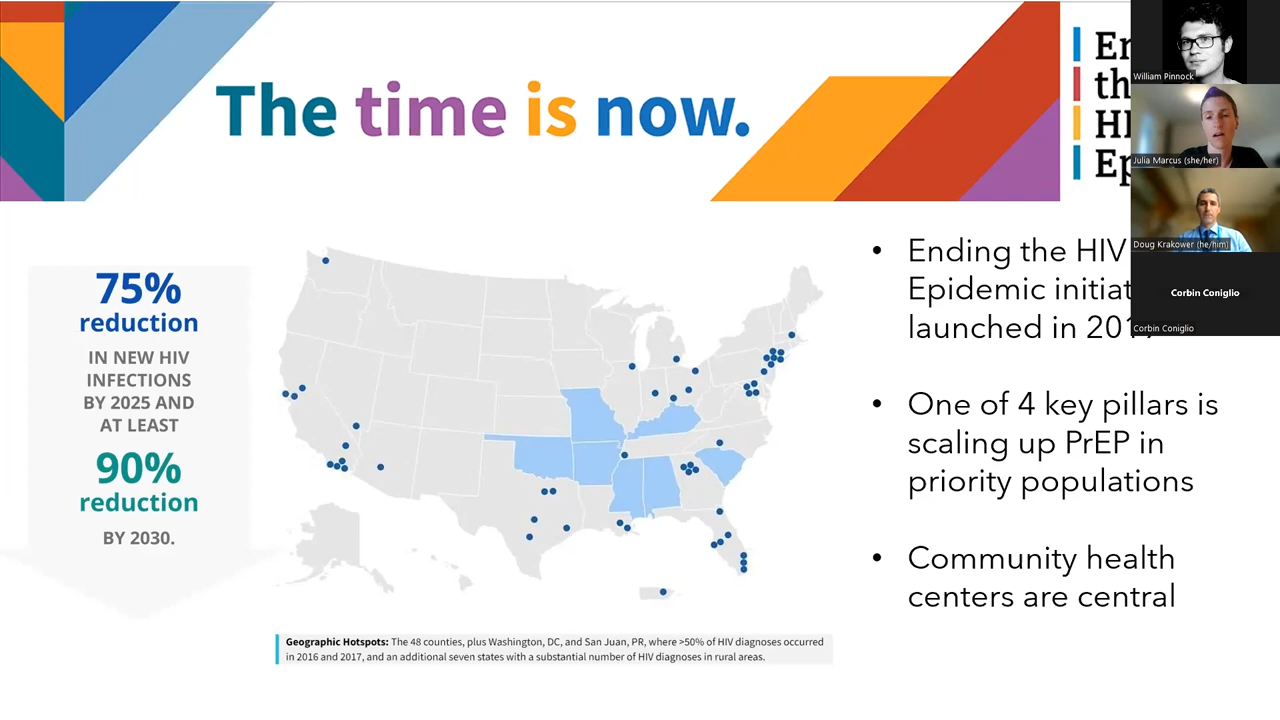 The time is now.
75%
reduction
IN NEW HIV
INFECTIONS
BY 2025 AND
AT LEAST
90%
reduction
BY 2030.
Geographic Hotspots: The 48 counties, plus Washington, DC, and San Juan, PR, where >50% of HIV diagnoses occurred
in 2016 and 2017, and an additional seven states with a substantial number of HIV diagnoses in rural areas.
• Ending the HIV
Epidemic
launched in
• One of 4 key pillars is
scaling up PrEP in
priority populations
• Community health
centers are central
William Pinnock
Julia Marcus (she/her)
Doug Krakower (he/him)
Corbin Coniglio
Corbin Coniglio